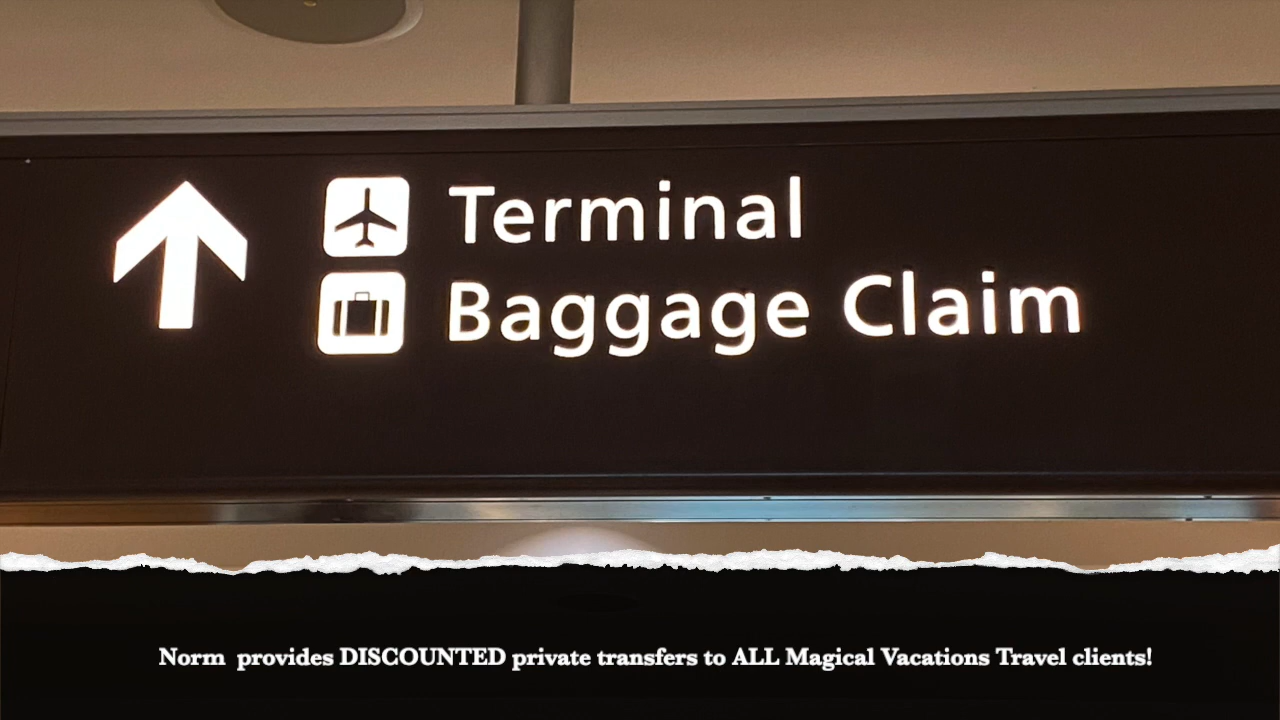 Terminal
Baggage Claim
Norm provides DISCOUNTED private transfers to ALL Magical Vacations Travel clients!